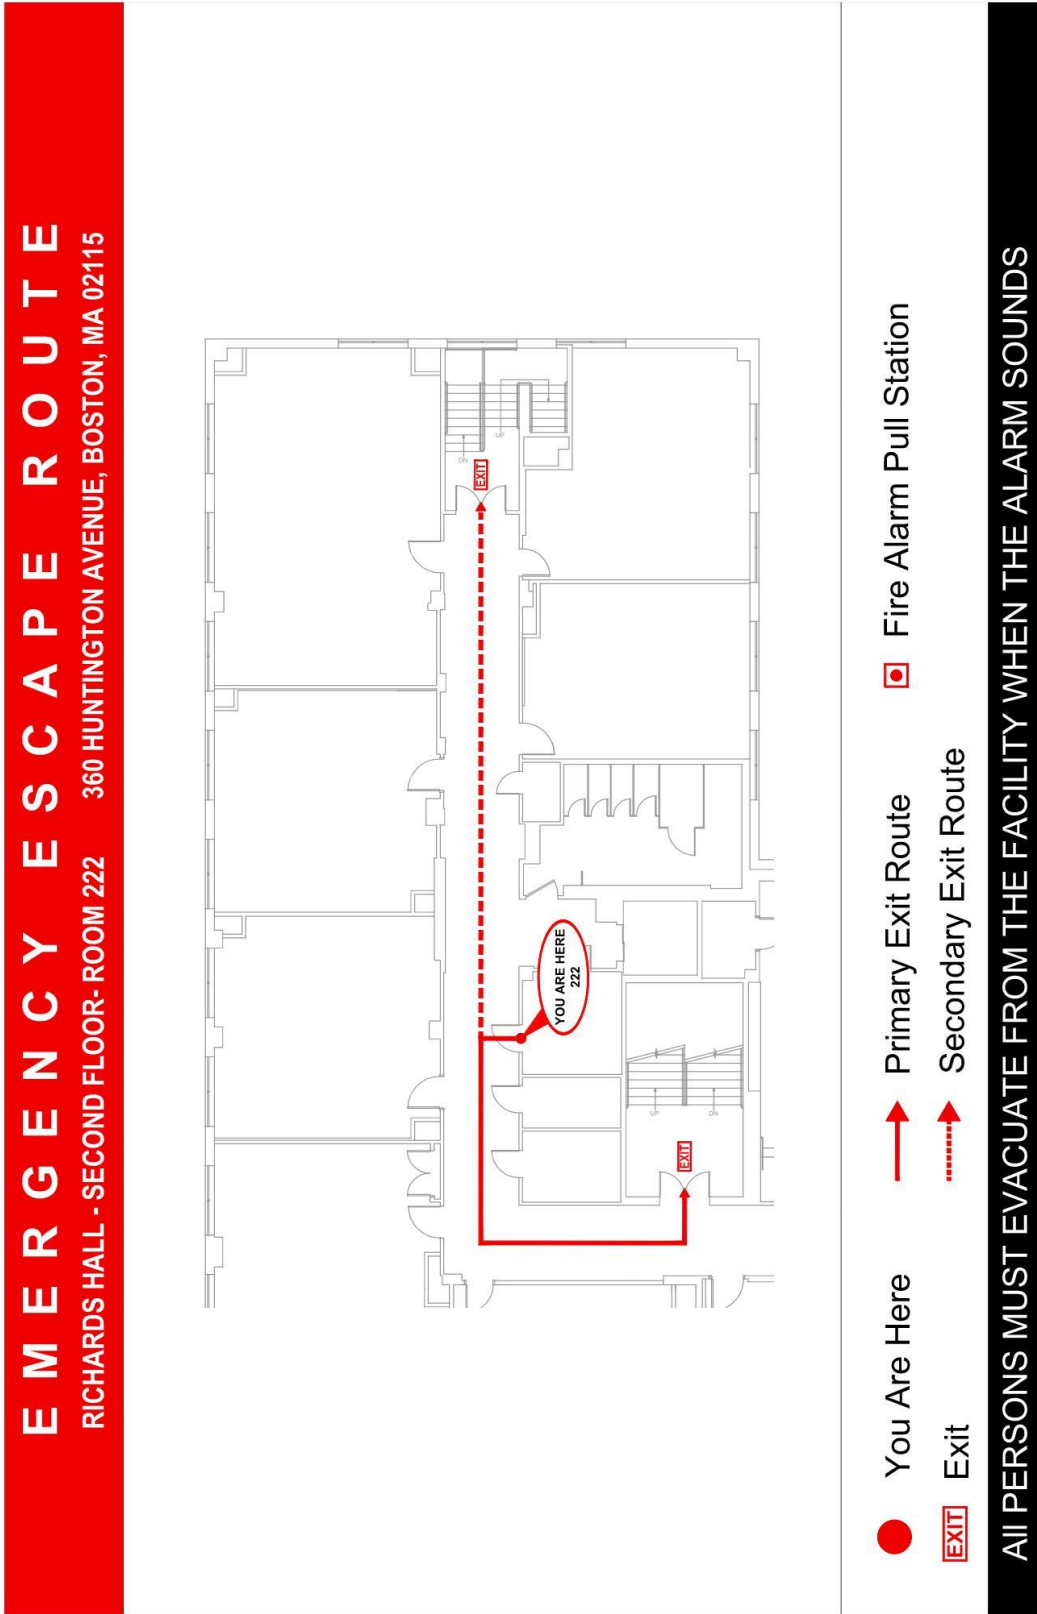 EMERGENCY ESCAPE ROUTE
RICHARDS HALL - SECOND FLOOR- ROOM 222 360 HUNTINGTON AVENUE, BOSTON, MA 02115
DN
UP
EXIT
YOU ARE HERE
222
UP
DN
EXIT
You Are Here
Primary Exit Route
Fire Alarm Pull Station
EXIT Exit
Secondary Exit Route
All PERSONS MUST EVACUATE FROM THE FACILITY WHEN THE ALARM SOUNDS